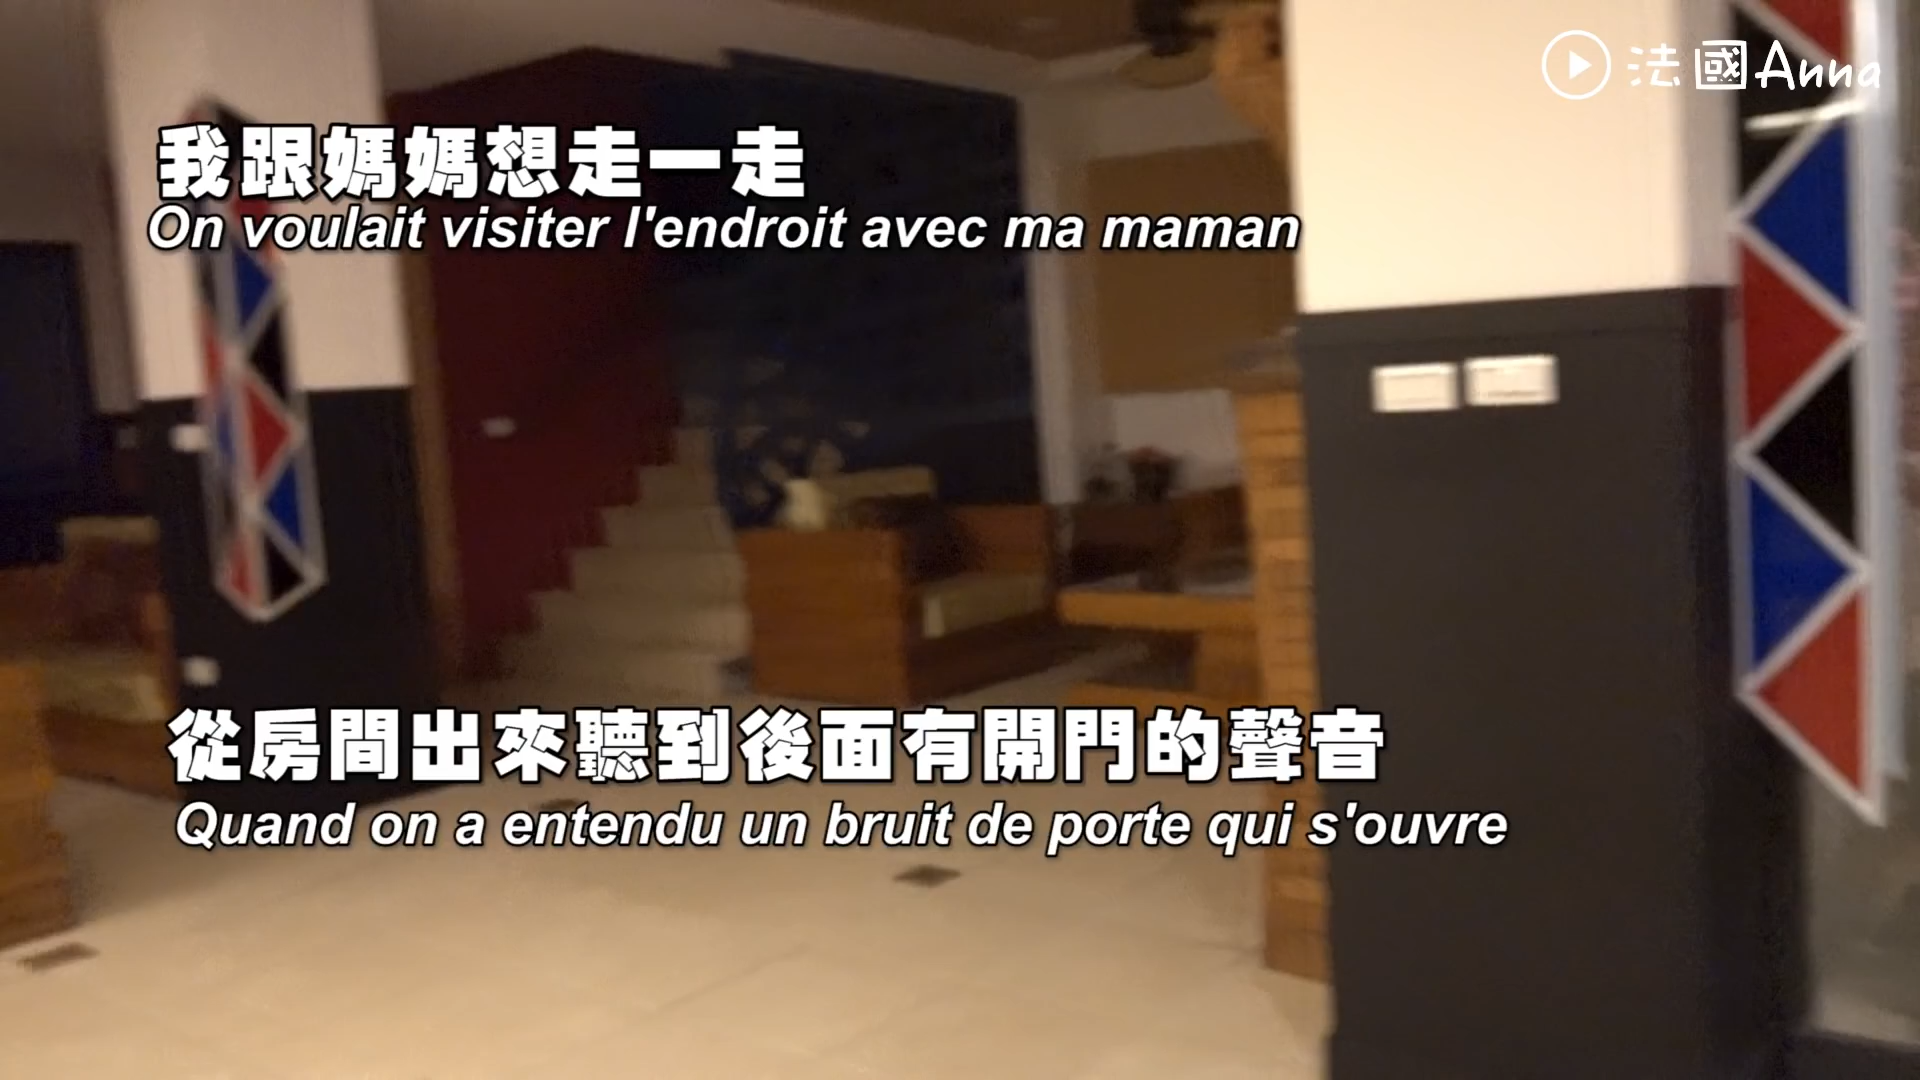 法國Anna
我跟媽媽想走一走
On voulait visiter l'endroit avec ma maman
從房間出來聽到後面有開門的聲音
Quand on a entendu un bruit de porte qui s'ouvre